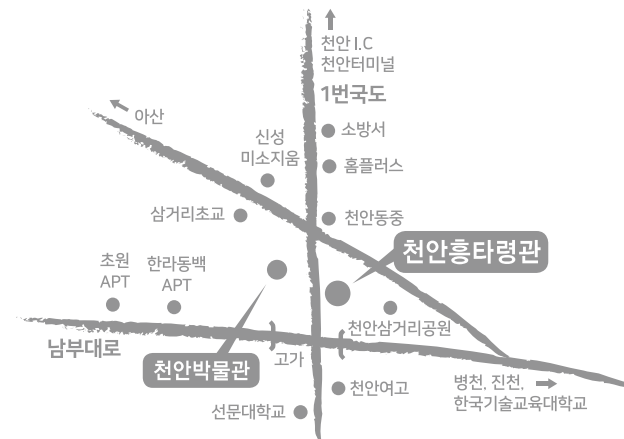 천안 I.C
천안터미널
1번국도
아산
소방서
신성
미소지움
홈플러스
삼거리초교
천안동중
천안흥타령관
초원
APT
한라동백
APT
천안삼거리공원
남부대로
고가
천안박물관
병천, 진천,
한국기술교육대학교
천안여고
선문대학교